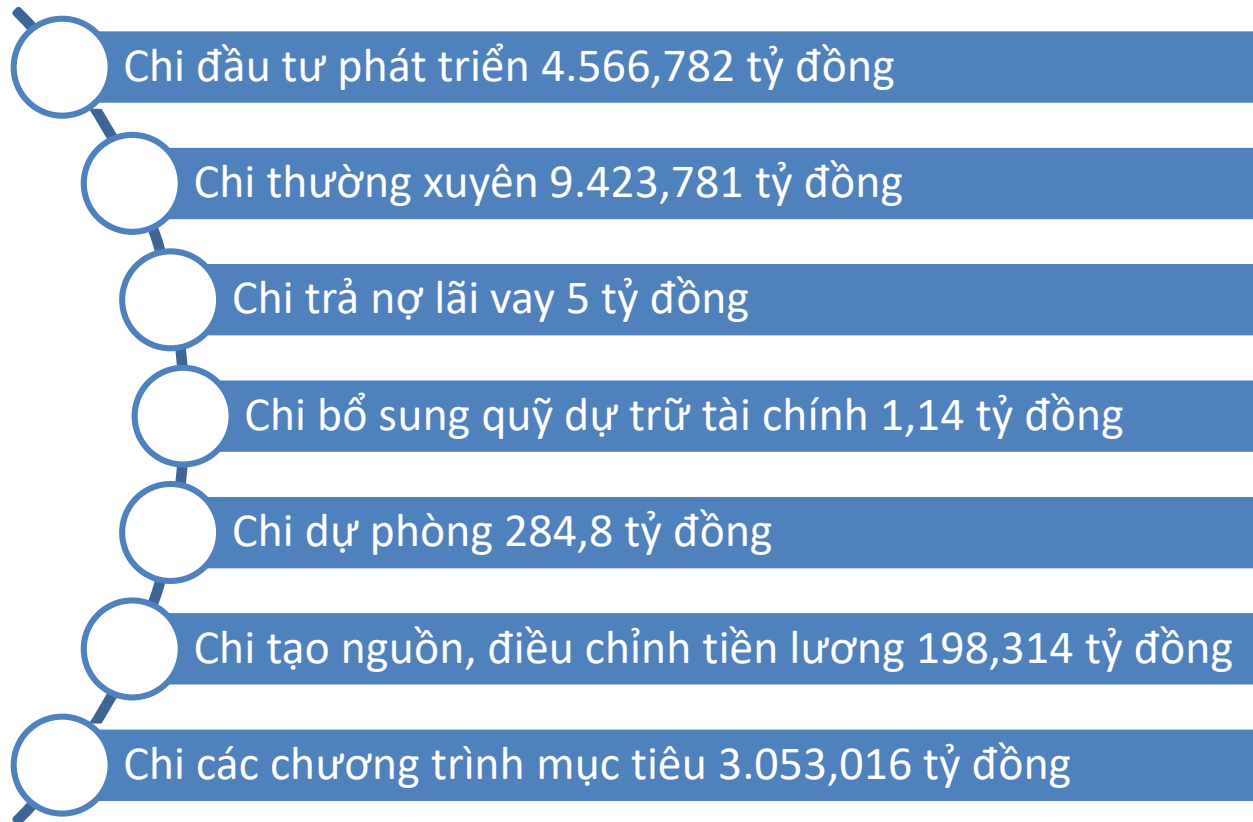 Chi đầu tư phát triển 4.566,782 tỷ đồng
Chi thường xuyên 9.423,781 tỷ đồng
Chi trả nợ lãi vay 5 tỷ đồng
Chi bổ sung quỹ dự trữ tài chính 1,14 tỷ đồng
Chi dự phòng 284,8 tỷ đồng
Chi tạo nguồn, điều chỉnh tiền lương 198,314 tỷ đồng
Chi các chương trình mục tiêu 3.053,016 tỷ đồng